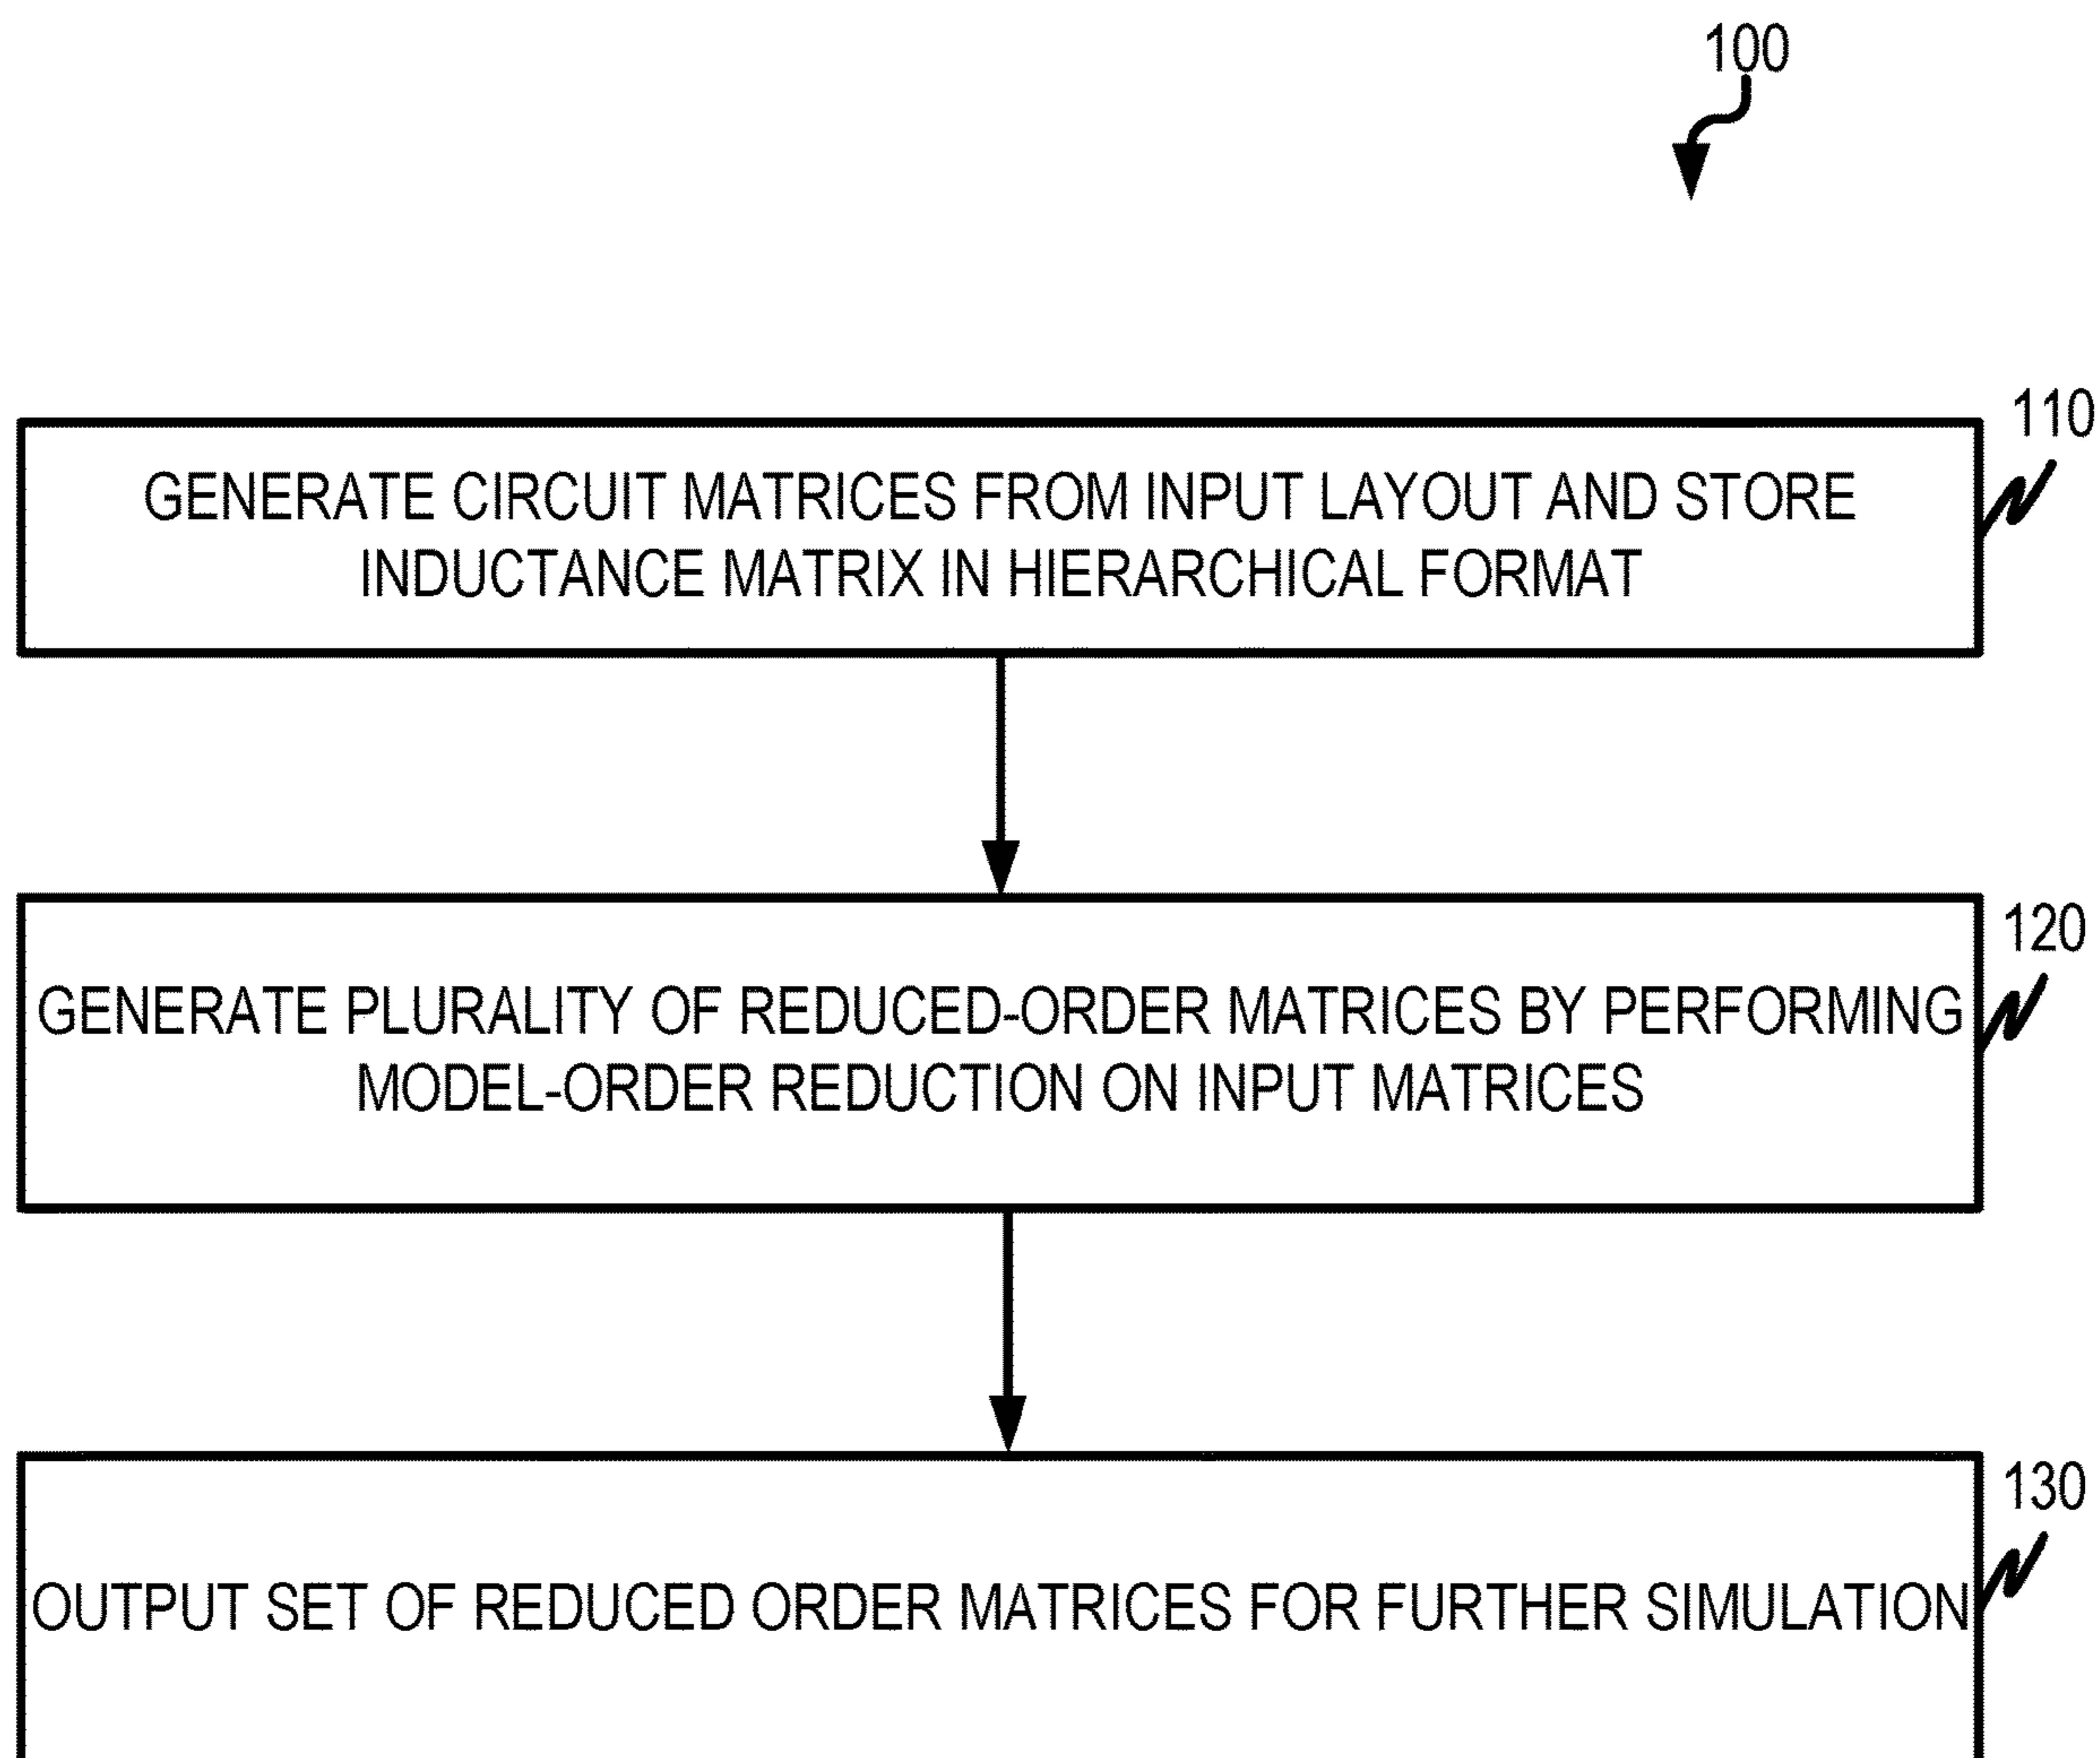 100
110
GENERATE CIRCUIT MATRICES FROM INPUT LAYOUT AND STORE
INDUCTANCE MATRIX IN HIERARCHICAL FORMAT
120
GENERATE PLURALITY OF REDUCED-ORDER MATRICES BY PERFORMING
MODEL-ORDER REDUCTION ON INPUT MATRICES
130
OUTPUT SET OF REDUCED ORDER MATRICES FOR FURTHER SIMULATION